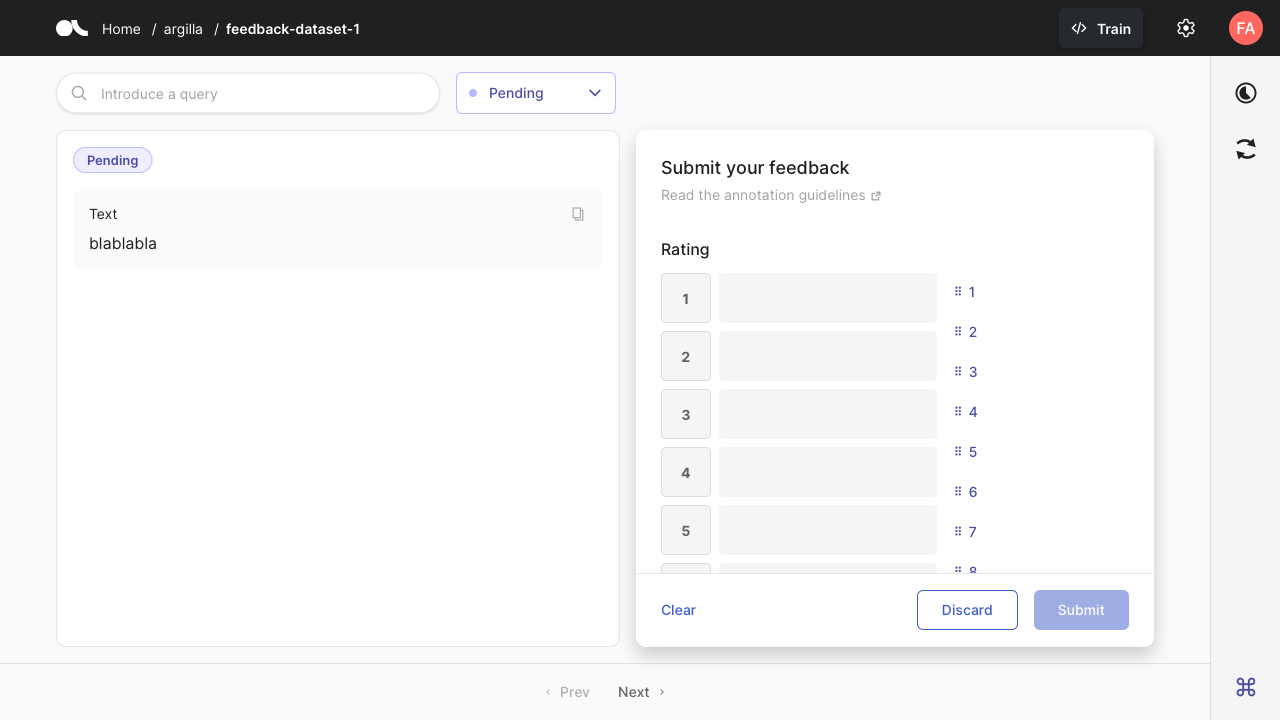 Home / argilla / feedback-dataset-1
Train
FA
Introduce a query
Pending
Pending
Text
blablabla
Submit your feedback
Read the annotation guidelines
Rating
1
2
3
4
5
1
2
3
4
5
6
7
8
Clear
Discard
Submit
Prev
Next